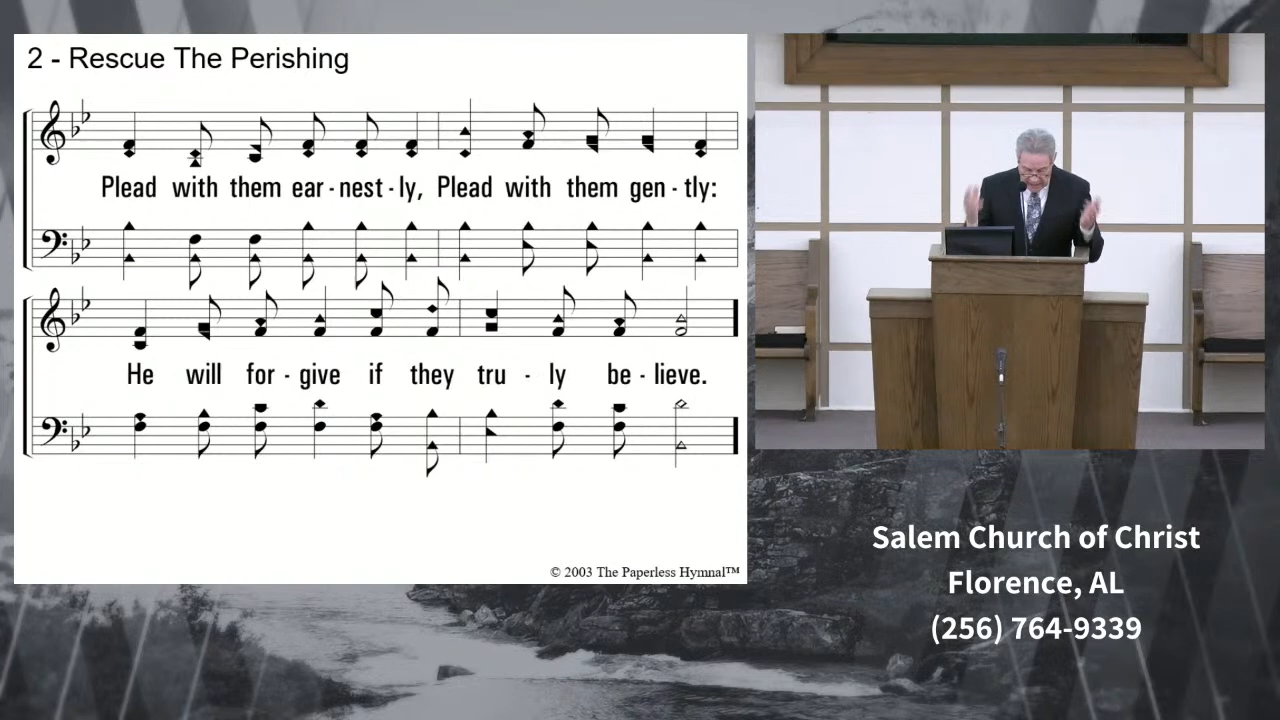 2 - Rescue The Perishing
Plead with them ear - nest - ly, Plead with them gen - tly:
He will for - give if they tru - ly be - lieve.
© 2003 The Paperless Hymnal™
Salem Church of Christ
Florence, AL
(256) 764-9339